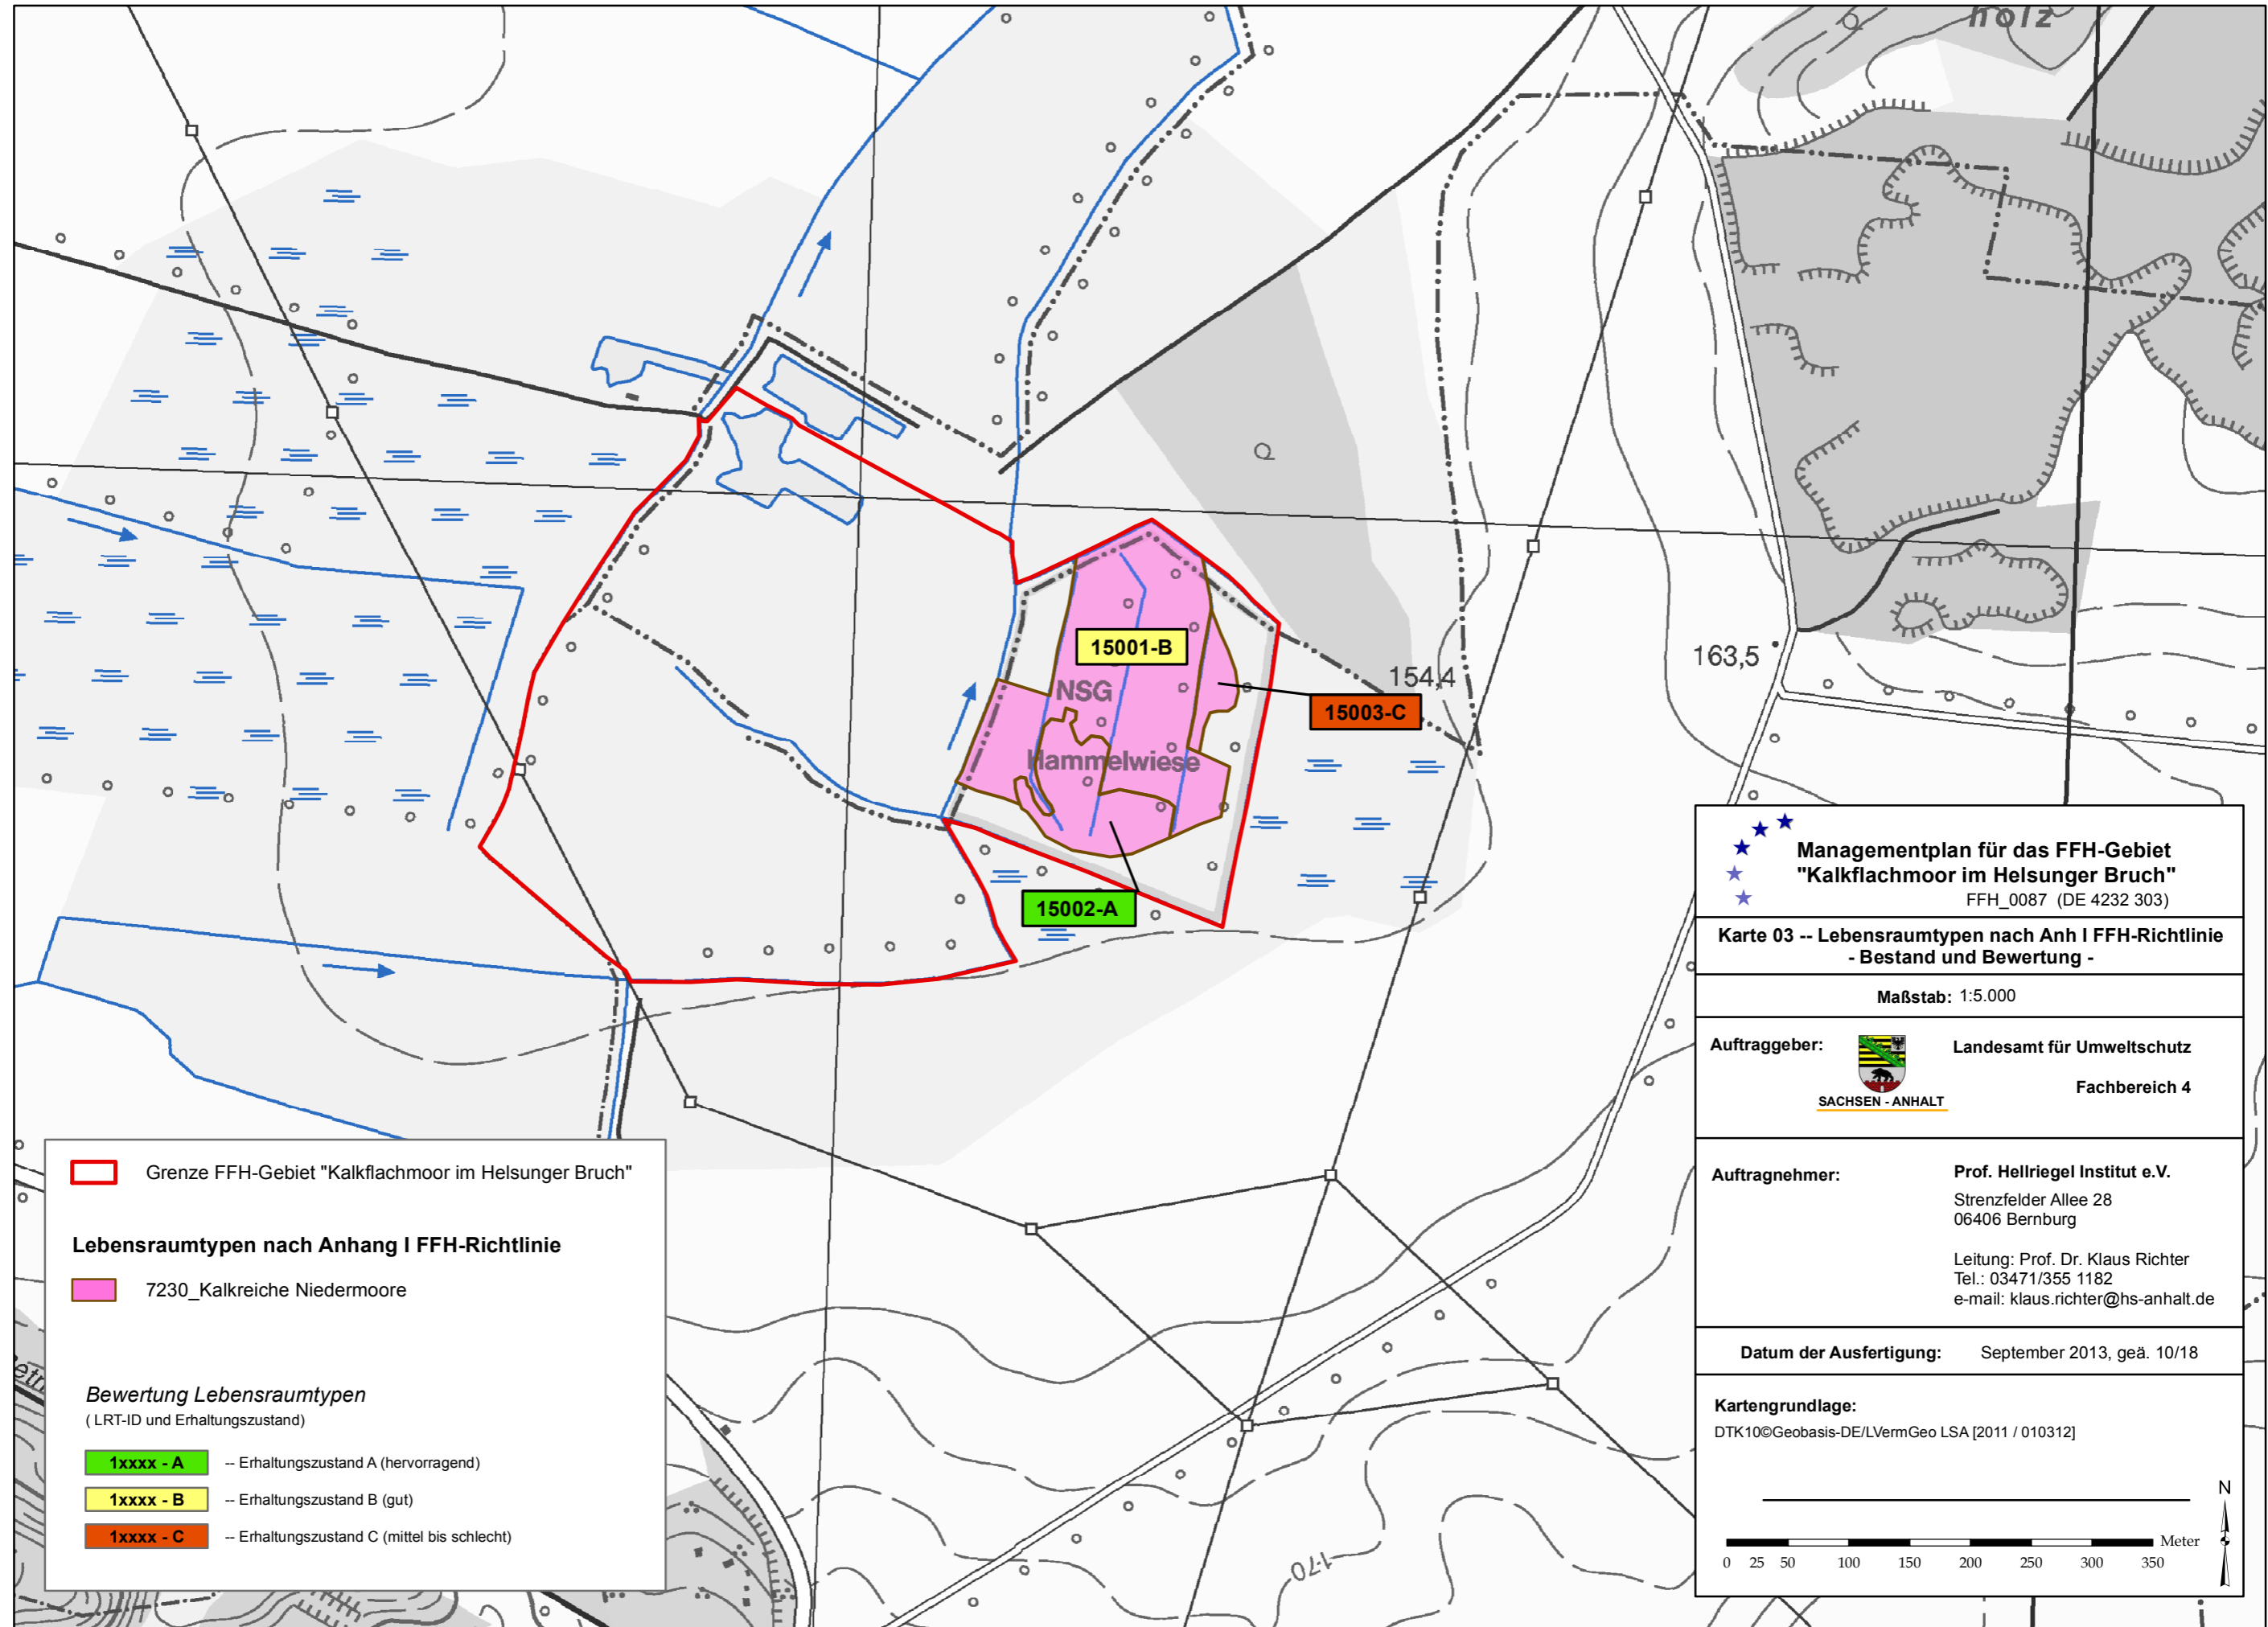 holz
Q
Q
15001-B
NSG
154,4
163,5
15003-C
Hammelwiese
15002-A
170
Managementplan für das FFH-Gebiet
"Kalkflachmoor im Helsunger Bruch"
FFH_0087 (DE 4232 303)
Karte 03 -- Lebensraumtypen nach Anh I FFH-Richtlinie
- Bestand und Bewertung -
Maßstab: 1:5.000
Auftraggeber:
Landesamt für Umweltschutz
Fachbereich 4
SACHSEN - ANHALT
Auftragnehmer:
Prof. Hellriegel Institut e.V.
Strenzfelder Allee 28
06406 Bernburg
Leitung: Prof. Dr. Klaus Richter
Tel.: 03471/355 1182
e-mail: klaus.richter@hs-anhalt.de
Datum der Ausfertigung: September 2013, geä. 10/18
Kartengrundlage:
DTK10©Geobasis-DE/LVermGeo LSA [2011 / 010312]
N
Meter
0 25 50 100 150 200 250 300 350
Grenze FFH-Gebiet "Kalkflachmoor im Helsunger Bruch"
Lebensraumtypen nach Anhang I FFH-Richtlinie
7230_Kalkreiche Niedermoore
Bewertung Lebensraumtypen
( LRT-ID und Erhaltungszustand)
1xxxx - A -- Erhaltungszustand A (hervorragend)
1xxxx - B -- Erhaltungszustand B (gut)
1xxxx - C -- Erhaltungszustand C (mittel bis schlecht)